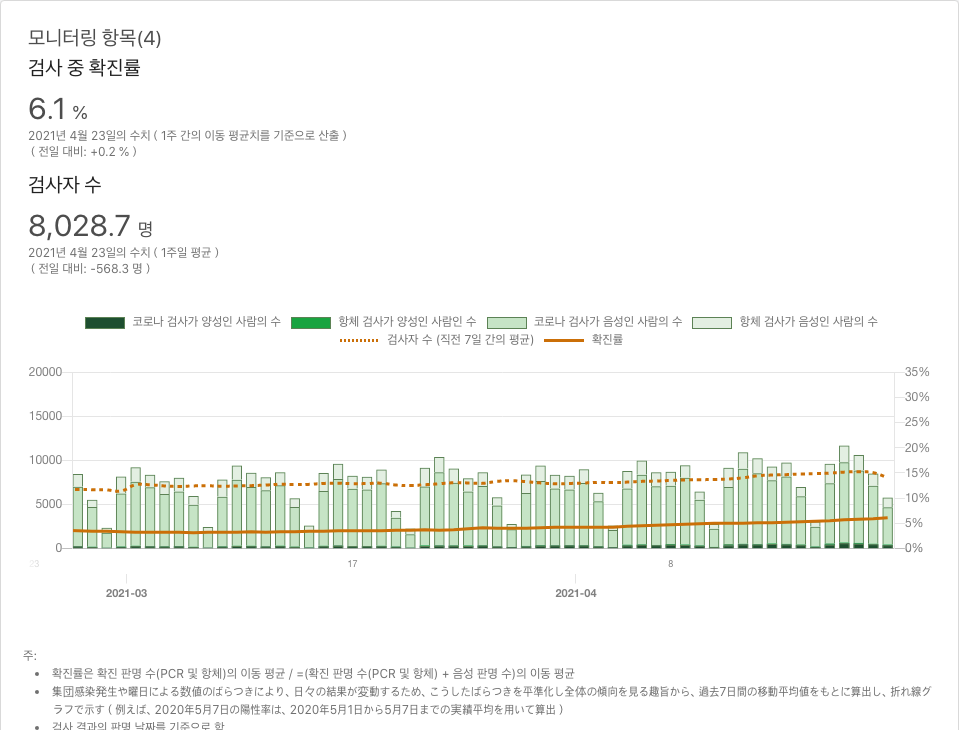 모니터링 항목(4)
검사 중 확진률
6.1 %
2021년 4월 23일의 수치 ( 1주 간의 이동 평균치를 기준으로 산출 )
( 전일 대비: +0.2 % )
검사자 수
8,028.7 명
2021년 4월 23일의 수치 ( 1주일 평균 )
( 전일 대비: -568.3 명 )
코로나 검사가 양성인 사람의 수 항체 검사가 양성인 사람인 수 코로나 검사가 음성인 사람의 수 항체 검사가 음성인 사람의 수
검사자 수 (직전 7일 간의 평균) 확진률
20000 35%
30%
15000 25%
20%
10000 15%
5000 10%
5%
0 0%
23 17 8
2021-03 2021-04
주:
확진률은 확진 판명 수(PCR 및 항체)의 이동 평균 / =(확진 판명 수(PCR 및 항체) + 음성 판명 수)의 이동 평균
集団感染発生や曜日による数値のばらつきにより、日々の結果が変動するため、こうしたばらつきを平準化し全体の傾向を見る趣旨から、過去7日間の移動平均値をもとに算出し、折れ線グ
ラフで示す ( 例えば、2020年5月7日の陽性率は、2020年5月1日から5月7日までの実績平均を用いて算出 )
검사 결과의 판명 날짜를 기준으로 함